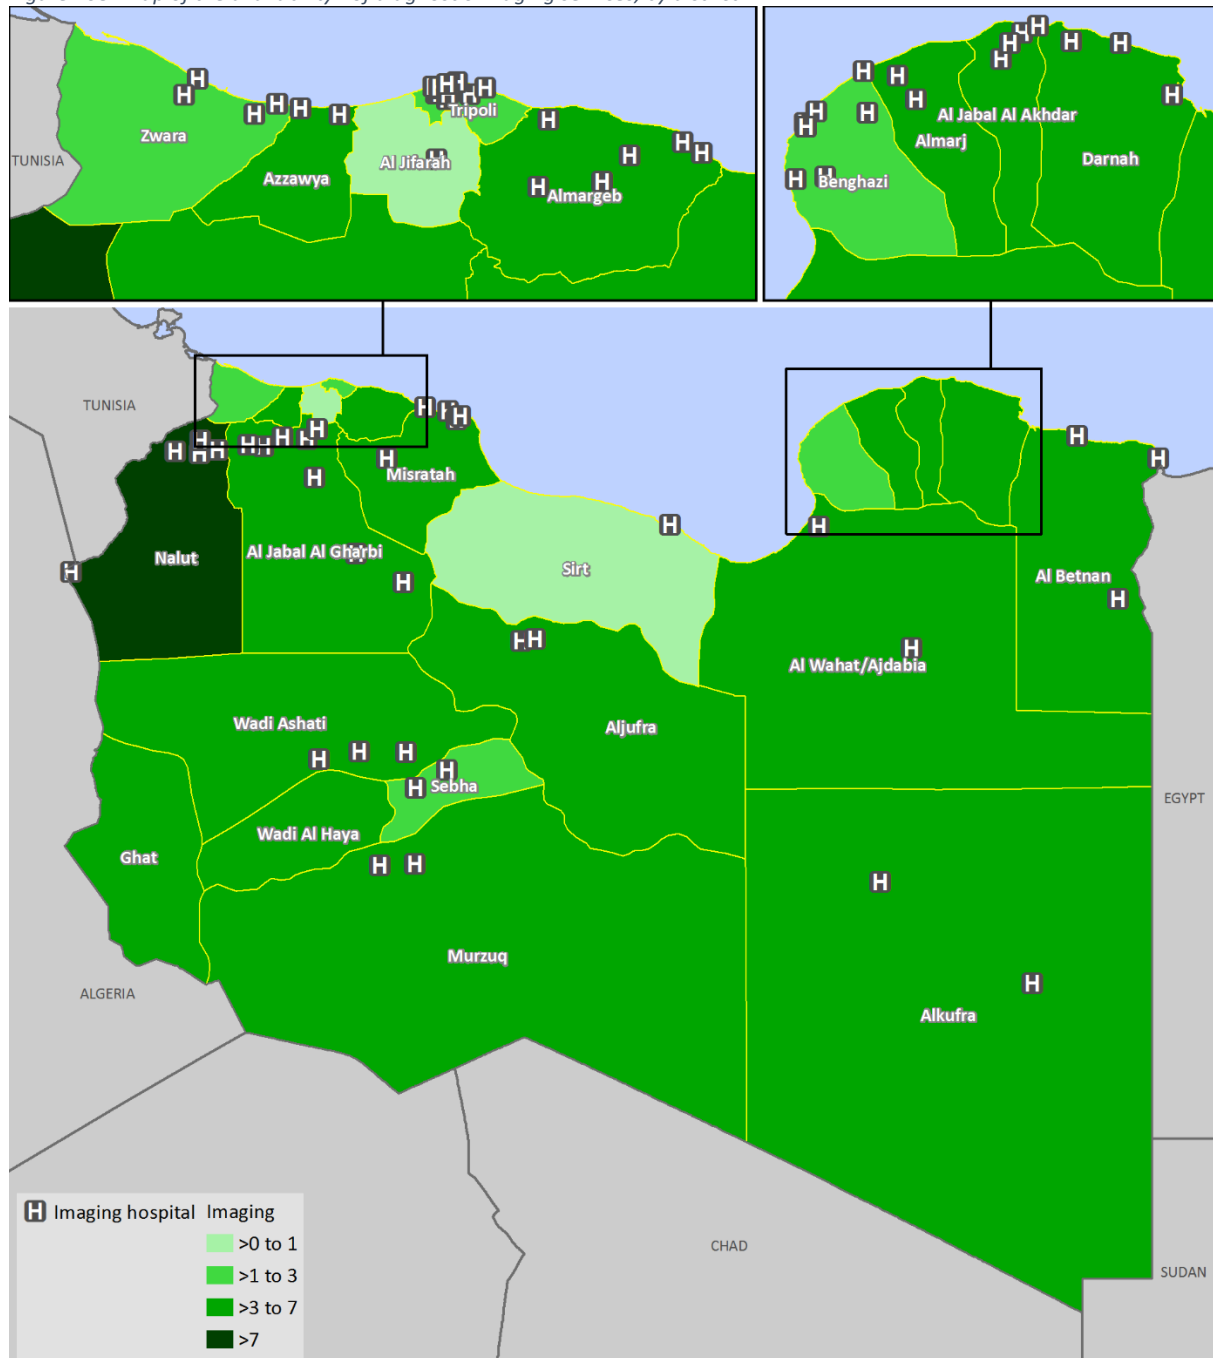 TUNISIA
Zwara
Azzawya
Al Jifarah
Tripoli
Almargeb
Benghazi
Almarj
Al Jabal Al Akhdar
Darnah
TUNISIA
Nalut
Al Jabal Al Gharbi
Misratah
Sirt
Al Betnan
Al Wahat/Ajdabia
Wadi Ashati
Aljufra
Sebha
EGYPT
Wadi Al Haya
Ghat
Murzuq
ALGERIA
Alkufra
CHAD
SUDAN
H Imaging hospital
Imaging
>0 to 1
>1 to 3
>3 to 7
>7